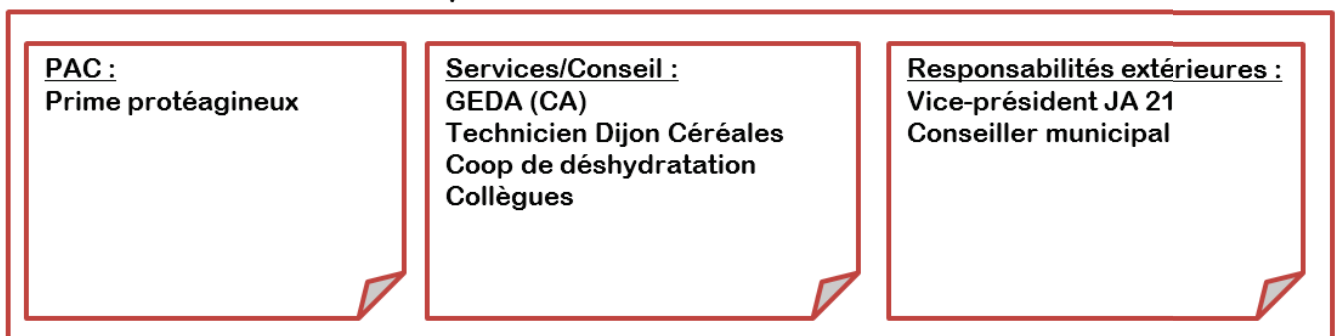 PAC :
Prime protéagineux
Services/Conseil :
GEDA (CA)
Technicien Dijon Céréales
Coop de déshydratation
Collègues
Responsabilités extérieures :
Vice-président JA 21
Conseiller municipal